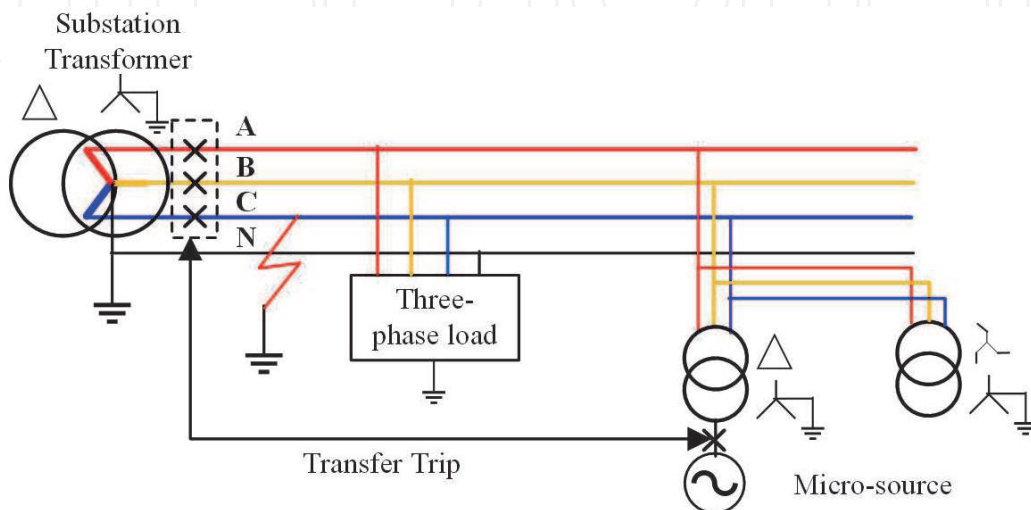 Substation
Transformer
A
B
C
N
Three-
phase load
Transfer Trip
Micro-source